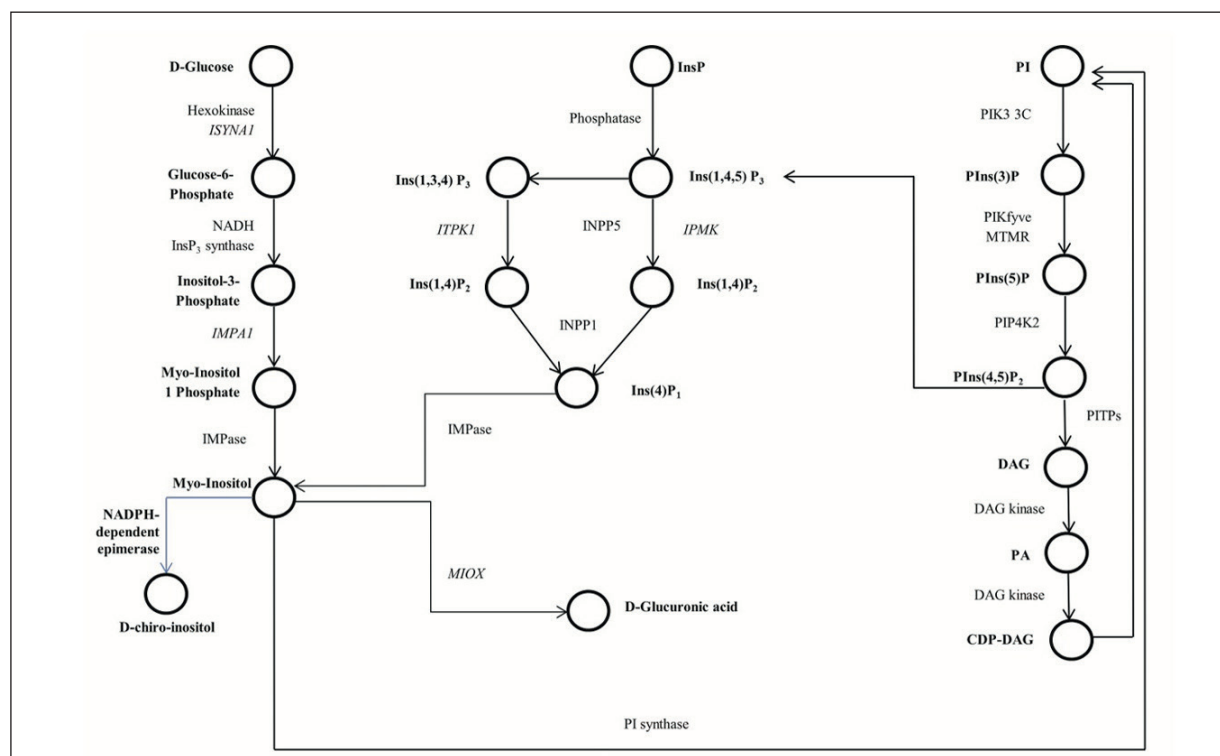 D-Glucose
Hexokinase
ISYNA1
Glucose-6-
Phosphate
NADH
InsP₃ synthase
Inositol-3-
Phosphate
IMPA1
Myo-Inositol
1 Phosphate
IMPase
Myo-Inositol
NADPH-
dependent
epimerase
D-chiro-inositol
MIOX
D-Glucuronic acid
InsP
Phosphatase
Ins(1,3,4) P₃
Ins(1,4,5) P₃
ITPK1
INPP5
IPMK
Ins(1,4)P₂
Ins(1,4)P₂
INPP1
Ins(4)P₁
IMPase
PI
PIK3 3C
PIns(3)P
PIKfyve
MTMR
PIns(5)P
PIP4K2
PIns(4,5)P₂
PITPs
DAG
DAG kinase
PA
DAG kinase
CDP-DAG
PI synthase